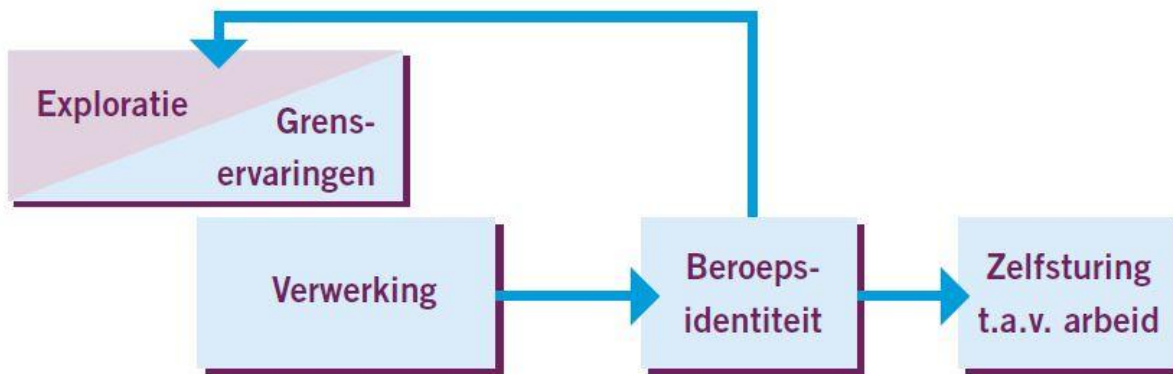 Exploratie
Grens-
ervaringen
Verwerking
Beroeps-
identiteit
Zelfsturing
t.a.v. arbeid